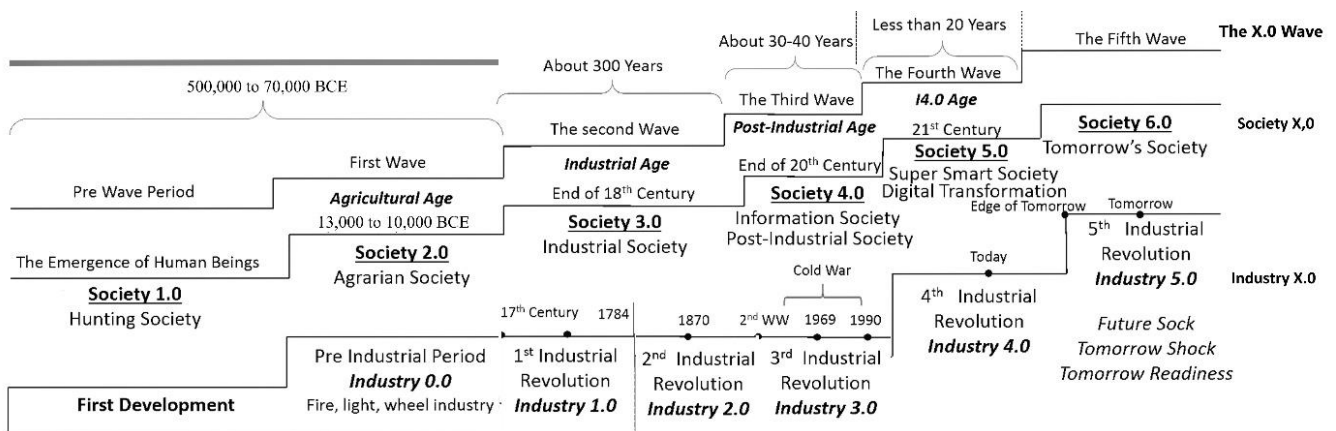 Less than 20 Years
The X.0 Wave
About 30-40 Years
The Fifth Wave
About 300 Years
The Fourth Wave
500,000 to 70,000 BCE
The Third Wave
I4.0 Age
The second Wave
Post-Industrial Age
21st Century
Society 6.0
Society X,0
First Wave
Industrial Age
End of 20th Century
Society 5.0
Tomorrow's Society
Pre Wave Period
Agricultural Age
End of 18th Century
Society 4.0
Super Smart Society
Digital Transformation
13,000 to 10,000 BCE
Society 3.0
Information Society
Edge of Tomorrow
Tomorrow
The Emergence of Human Beings
Society 2.0
Industrial Society
Post-Industrial Society
5th Industrial
Revolution
Industry 5.0
Society 1.0
Agrarian Society
Cold War
Today
Industry X.0
Hunting Society
4th Industrial
Revolution
Industry 4.0
17th Century
1784
1870
2nd WW
1969
1990
Future Sock
Tomorrow Shock
Tomorrow Readiness
Pre Industrial Period
Industry 0.0
Fire, light, wheel industry
1st Industrial
Revolution
Industry 1.0
2nd Industrial
Revolution
Industry 2.0
3rd Industrial
Revolution
Industry 3.0
First Development